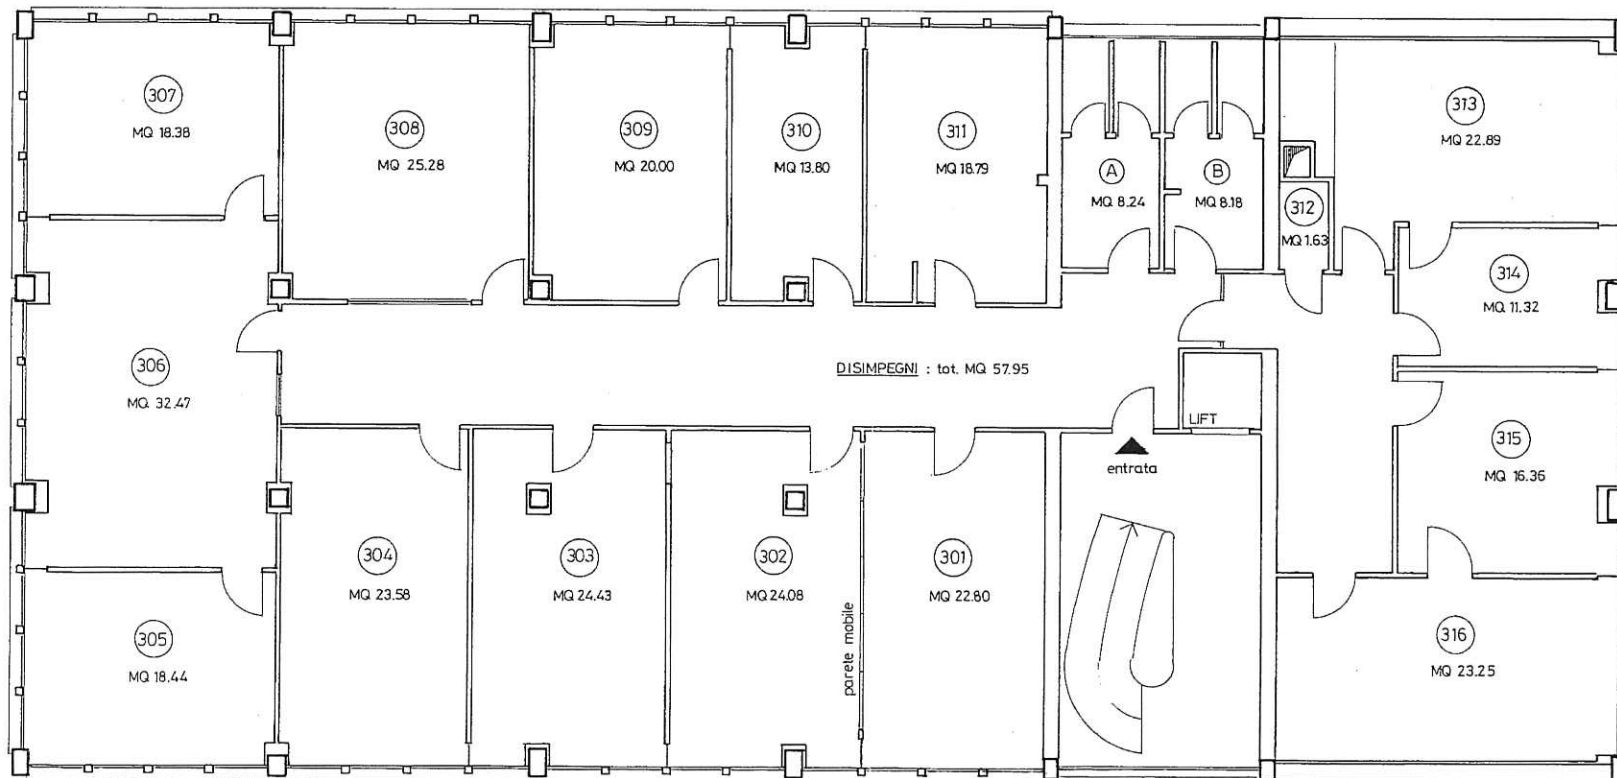 307
MQ 18.38
308
MQ 25.28
309
MQ 20.00
310
MQ 13.80
311
MQ 18.79
A
MQ 8.24
B
MQ 8.18
312
MQ 1.63
313
MQ 22.89
314
MQ 11.32
306
MQ 32.47
DISIMPEGNI : tot. MQ 57.95
LIFT
entrata
315
MQ 16.36
304
MQ 23.58
303
MQ 24.43
302
MQ 24.08
parete mobile
301
MQ 22.80
305
MQ 18.44
316
MQ 23.25